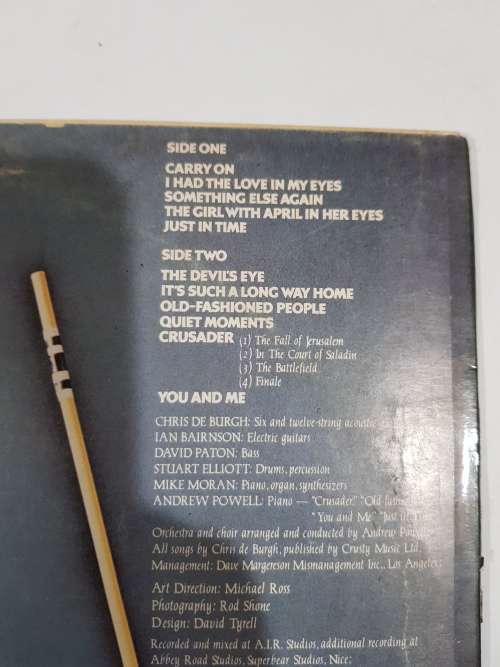 SIDE ONE
CARRY ON
I HAD THE LOVE IN MY EYES
SOMETHING ELSE AGAIN
THE GIRL WITH APRIL IN HER EYES
JUST IN TIME
SIDE TWO
THE DEVIL'S EYE
IT'S SUCH A LONG WAY HOME
OLD-FASHIONED PEOPLE
QUIET MOMENTS
CRUSADER (1) The Fall of Jerusalem
(2) In The Court of Saladin
(3) The Battlefield
(4) Finale
YOU AND ME
CHRIS DE BURGH: Six and twelve-string acoustic
IAN BAIRNSON: Electric guitars
DAVID PATON: Bass
STUART ELLIOTT: Drums, percussion
MIKE MORAN: Piano, organ, synthesizers
ANDREW POWELL: Piano — "Crusader," "Old
"You and Me," "Just in
Orchestra and choir arranged and conducted by Andrew
All songs by Chris de Burgh, published by Crusty Music Ltd.
Management: Dave Margereson Mismanagement Inc., Los Angeles;
Art Direction: Michael Ross
Photography: Rod Shone
Design: David Tyrell
Recorded and mixed at A.I.R. Studios, additional recording at
Abbey Road Studios, Superbear Studios, Nice;